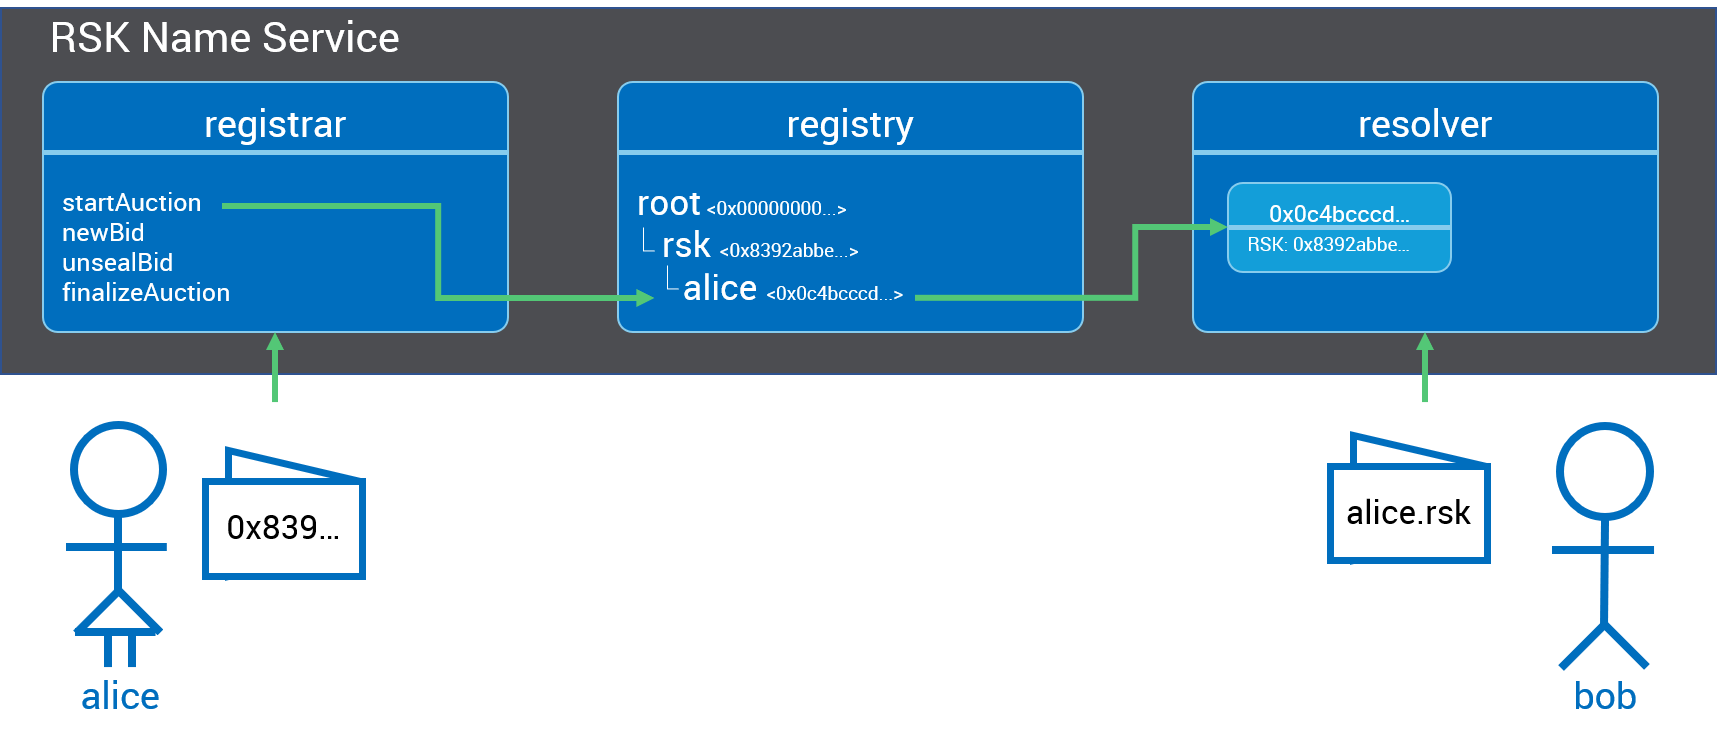 RSK Name Service
registrar
startAuction
newBid
unsealBid
finalizeAuction
registry
root <0x00000000...>
rsk <0x8392abbe...>
alice <0x0c4bcccd...>
resolver
0x0c4bcccd...
RSK: 0x8392abbe...
0x839...
alice
alice.rsk
bob